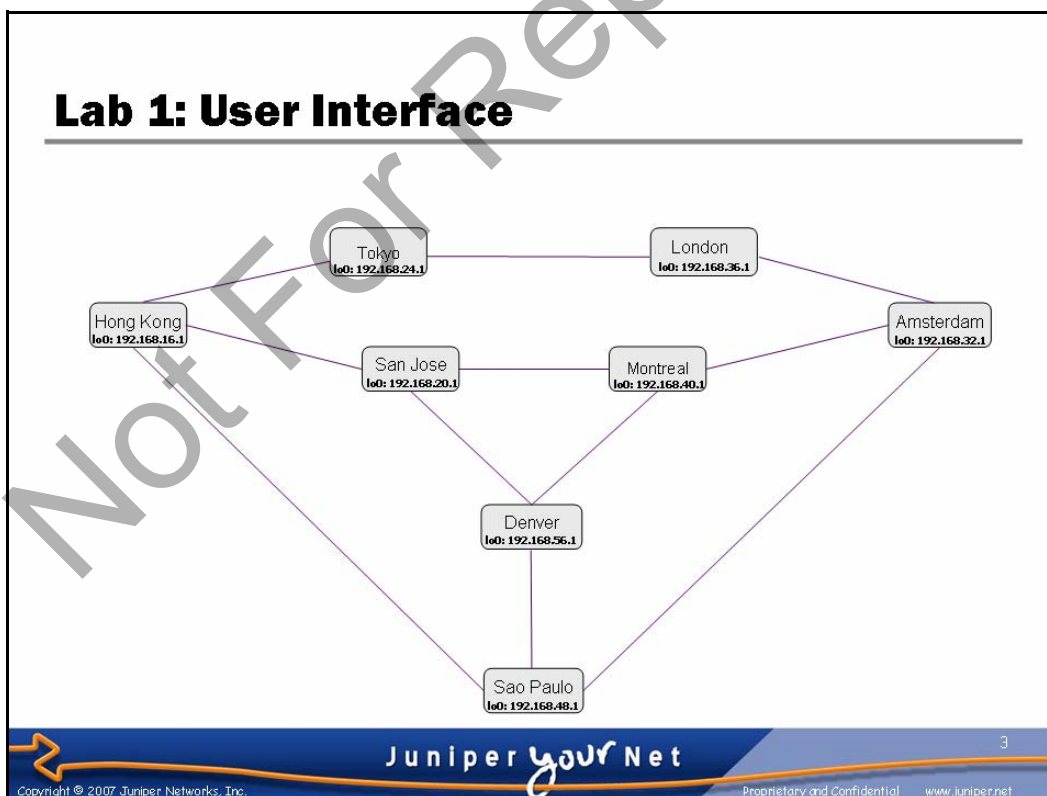 Not For Rep
Lab 1: User Interface
Tokyo
lo0: 192.168.24.1
London
lo0: 192.168.36.1
Hong Kong
lo0: 192.168.16.1
Amsterdam
lo0: 192.168.32.1
San Jose
lo0: 192.168.20.1
Montreal
lo0: 192.168.40.1
Denver
lo0: 192.168.56.1
Sao Paulo
lo0: 192.168.48.1
Juniper your Net
3
Copyright © 2007 Juniper Networks, Inc.
Proprietary and Confidential www.juniper.net